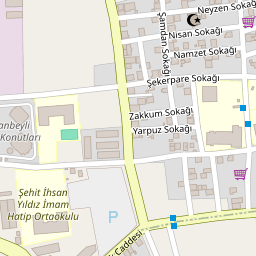 Neyzen Sokağı
Nisan Sokağı
Şamdan Sokağı
Namzet Sokağı
Şekerpare Sokağı
Zakkum Sokağı
Yarpuz Sokağı
Konutları
Şehit İhsan
Yıldız İmam
Hatip Ortaokulu
Caddesi